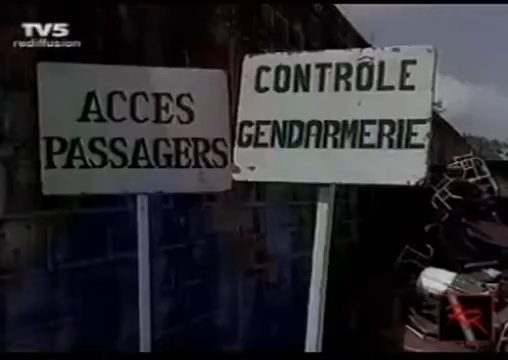 TV5
rediffusion
ACCES
PASSAGERS
CONTRÔLE
GENDARMERIE